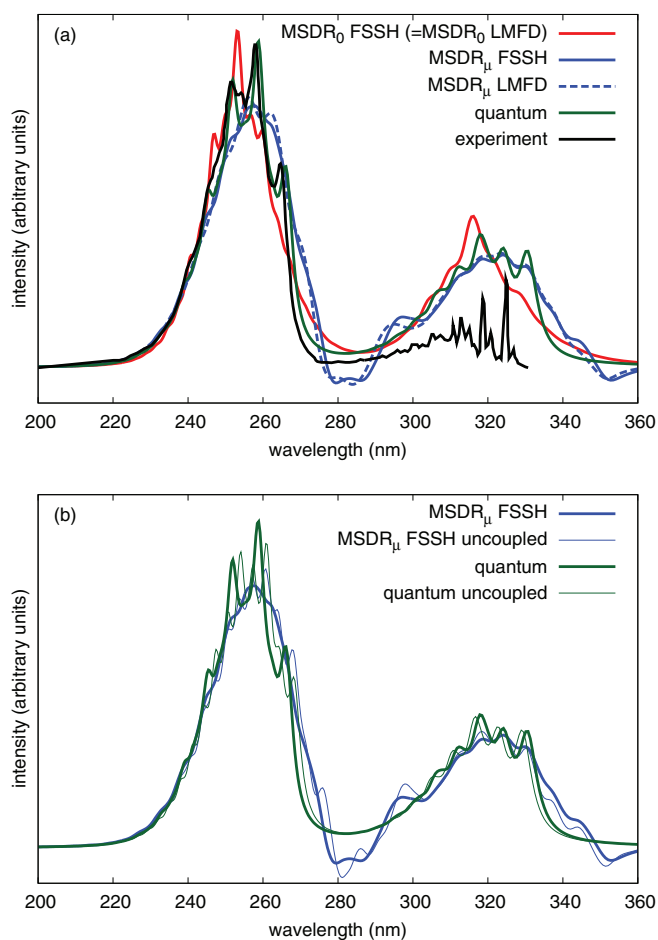 (a)
MSDR₀ FSSH (=MSDR₀ LMFD)
MSDRμ FSSH
MSDRμ LMFD
quantum
experiment
intensity (arbitrary units)
200 220 240 260 280 300 320 340 360
wavelength (nm)
(b)
MSDRμ FSSH
MSDRμ FSSH uncoupled
quantum
quantum uncoupled
intensity (arbitrary units)
200 220 240 260 280 300 320 340 360
wavelength (nm)